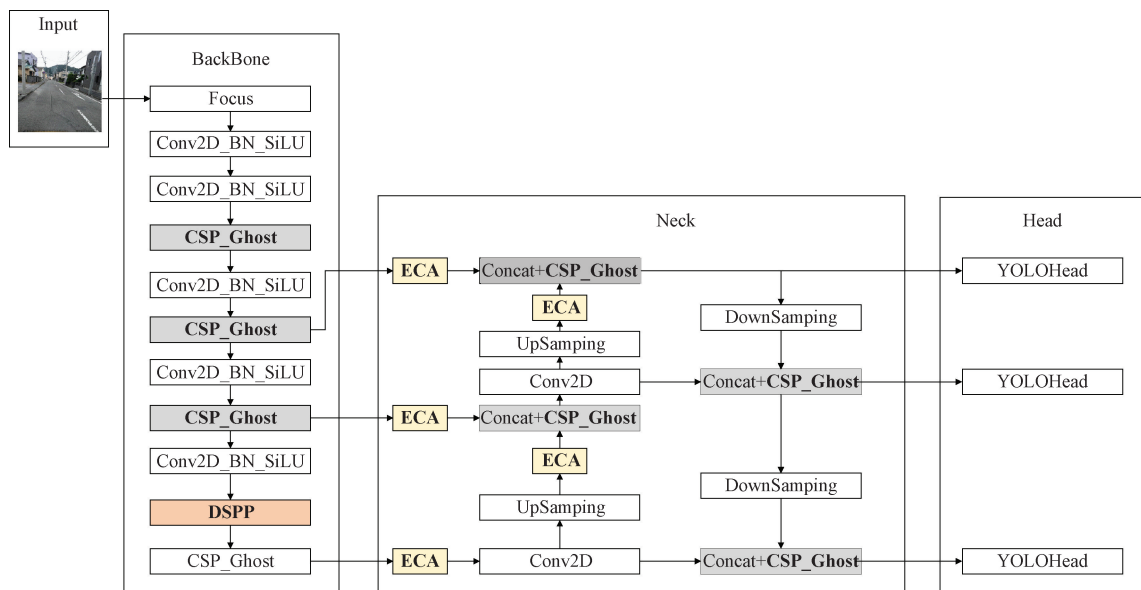 Input
BackBone
Focus
Conv2D_BN_SiLU
Conv2D_BN_SiLU
CSP_Ghost
Conv2D_BN_SiLU
CSP_Ghost
Conv2D_BN_SiLU
CSP_Ghost
Conv2D_BN_SiLU
DSPP
CSP_Ghost
Neck
ECA
Concat+CSP_Ghost
ECA
DownSamping
UpSamping
Conv2D
Concat+CSP_Ghost
ECA
Concat+CSP_Ghost
ECA
DownSamping
UpSamping
ECA
Conv2D
Concat+CSP_Ghost
Head
YOLOHead
YOLOHead
YOLOHead